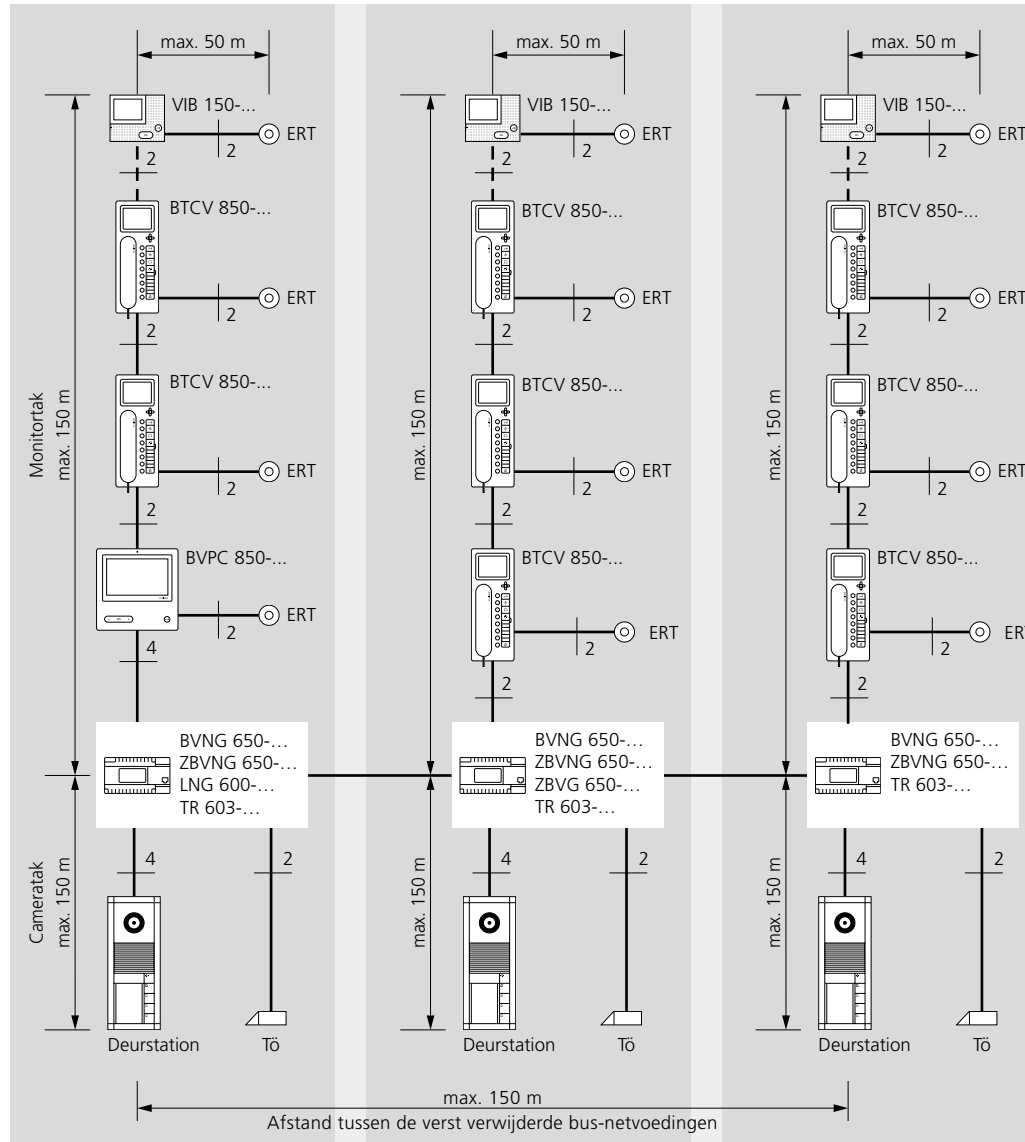 max. 50 m
VIB 150-...
ERT
2
2
BTCV 850-...
ERT
2
2
BTCV 850-...
ERT
2
2
BVPC 850-...
ERT
2
4
Monitortak
max. 150 m
BVNG 650-...
ZBVNG 650-...
LNG 600-...
TR 603-...
4
2
Cameratak
max. 150 m
Deurstation
Tö
max. 50 m
VIB 150-...
ERT
2
2
BTCV 850-...
ERT
2
2
BTCV 850-...
ERT
2
2
BTCV 850-...
ERT
2
2
max. 150 m
BVNG 650-...
ZBVNG 650-...
ZBVG 650-...
TR 603-...
4
2
max. 150 m
Deurstation
Tö
max. 50 m
VIB 150-...
ERT
2
2
BTCV 850-...
ERT
2
2
BTCV 850-...
ERT
2
2
BTCV 850-...
ERT
2
2
max. 150 m
BVNG 650-...
ZBVNG 650-...
TR 603-...
4
2
max. 150 m
Deurstation
Tö
max. 150 m
Afstand tussen de verst verwijderde bus-netvoedingen